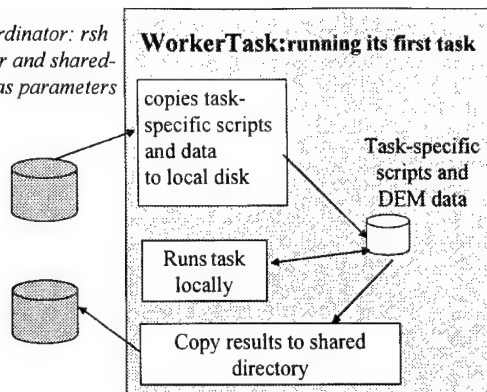 rdinator: rsh
r and shared-
as parameters
WorkerTask:running its first task
copies task-
specific scripts
and data
to local disk
Task-specific
scripts and
DEM data
Runs task
locally
Copy results to shared
directory